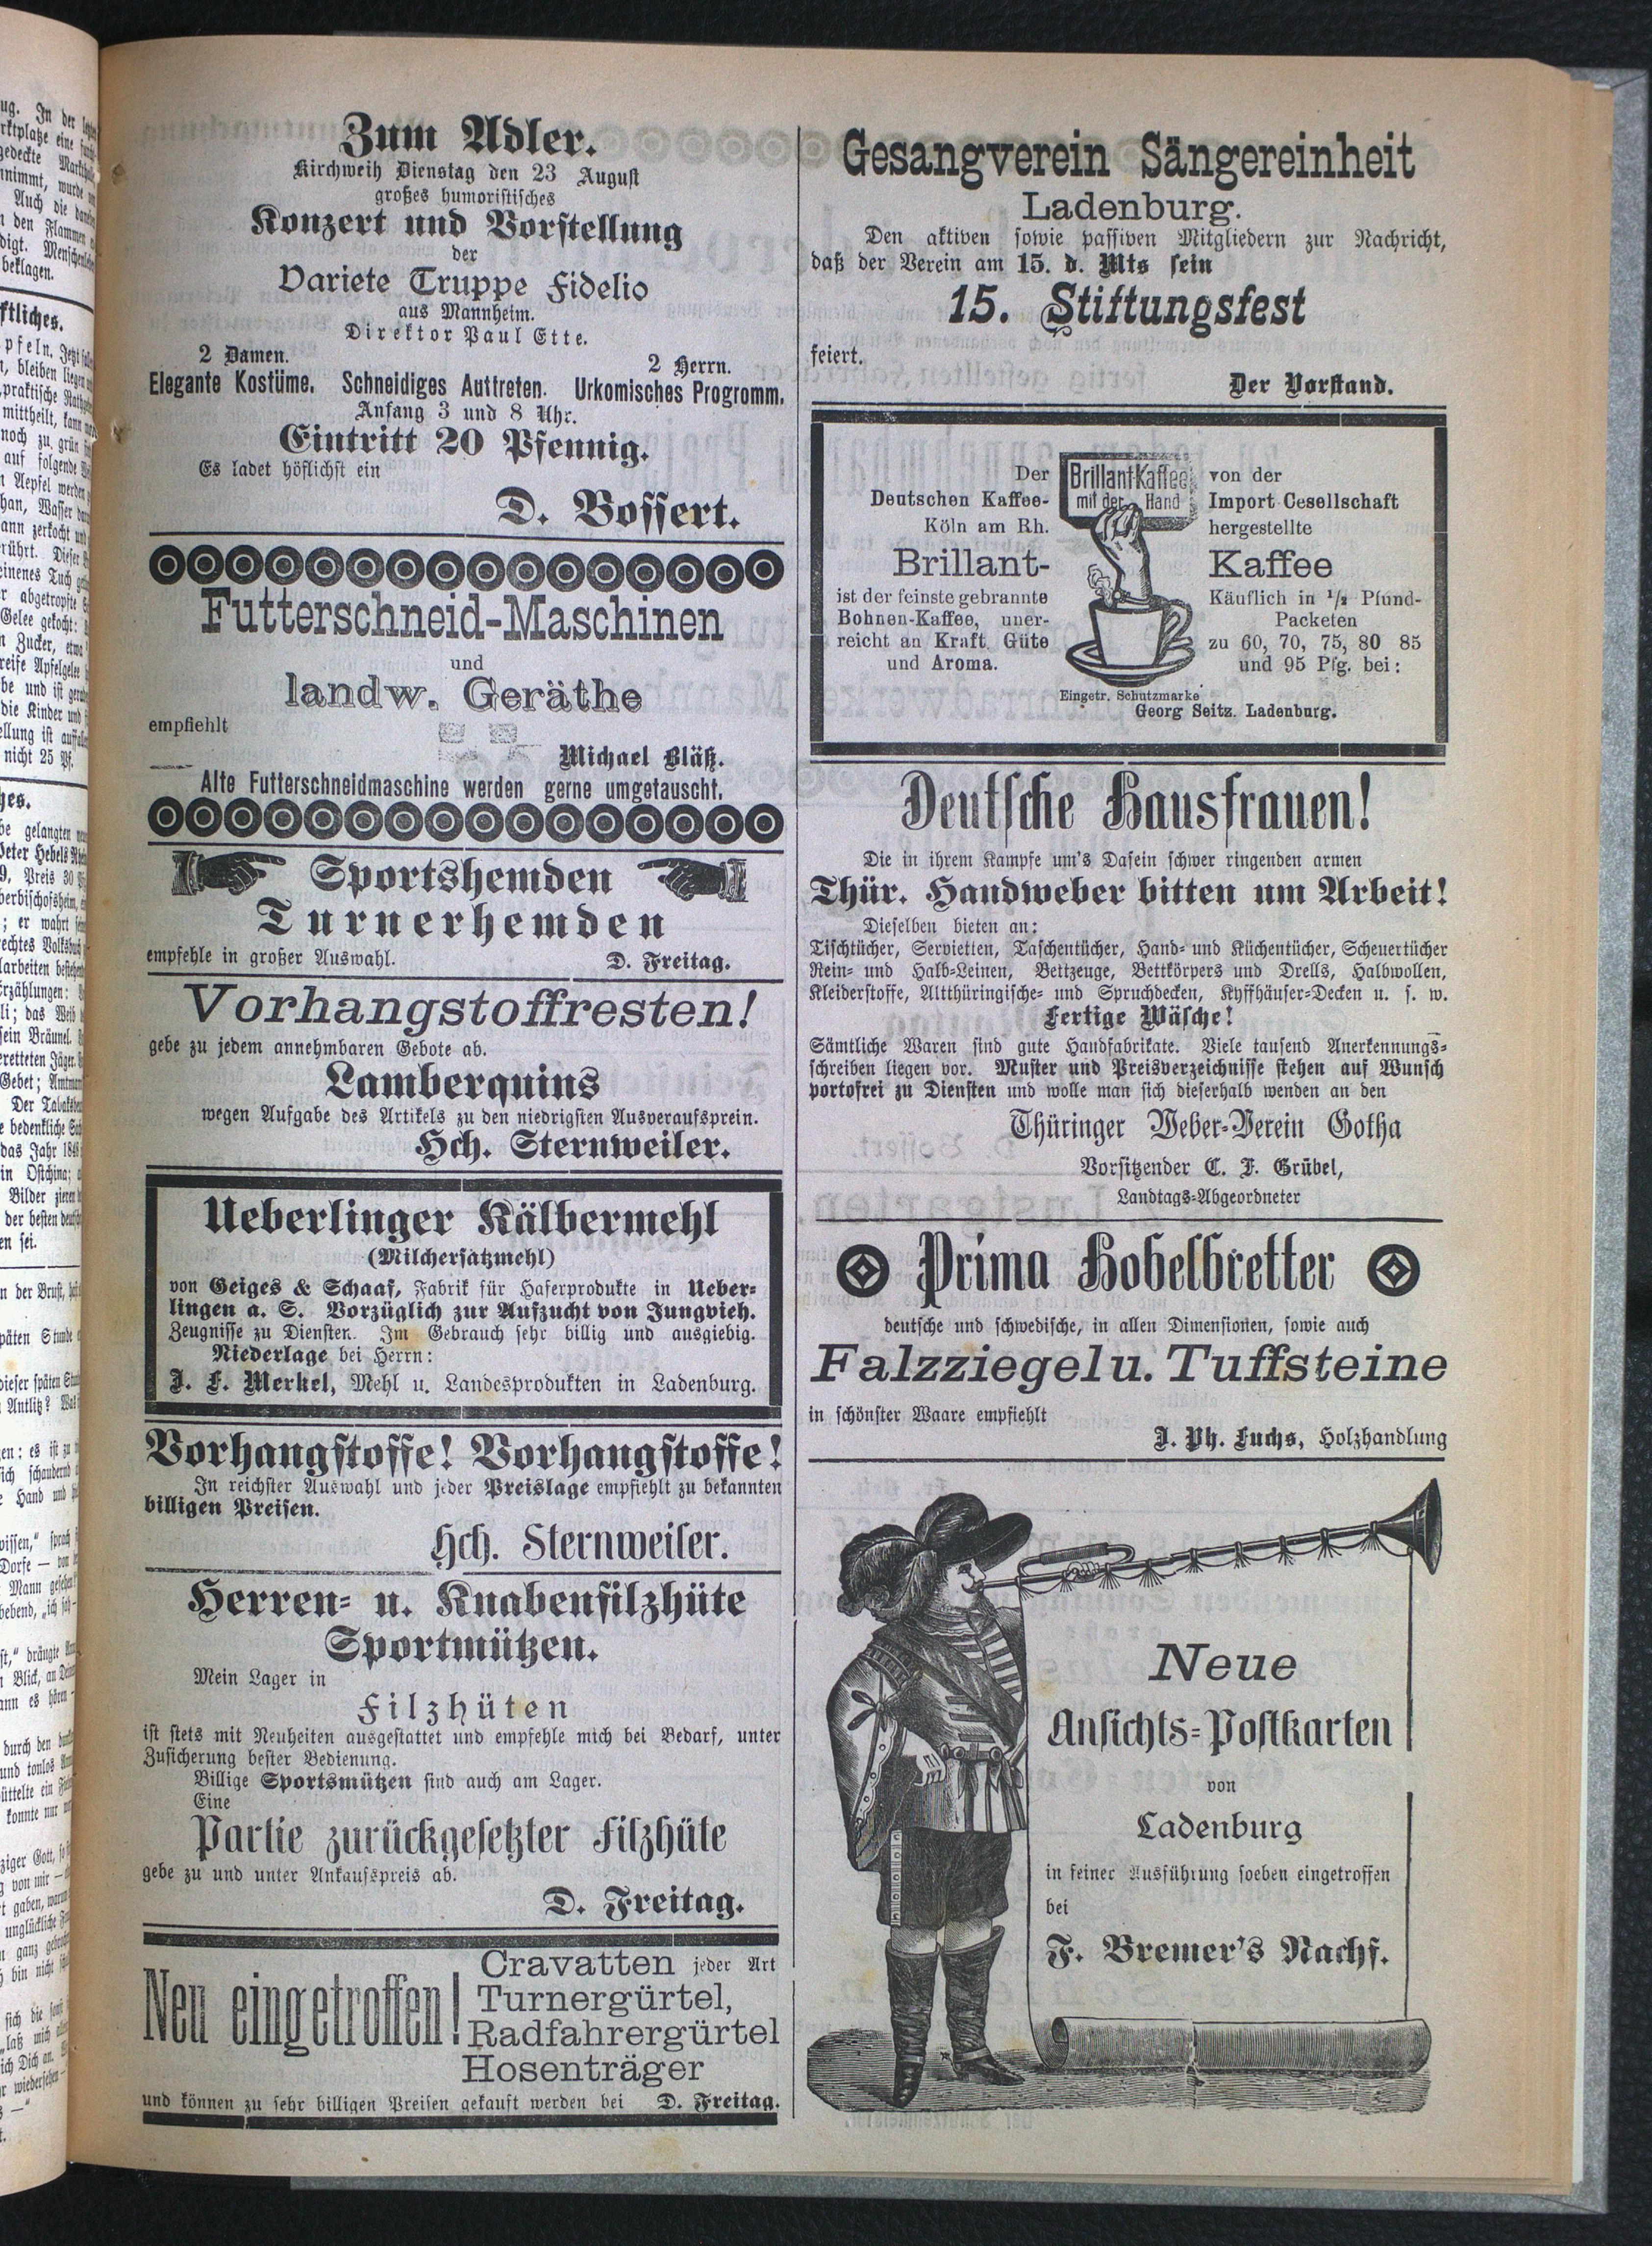 Zum Adler.
Kirchweih Dienstag den 23 August
großes humoristisches
Konzert und Vorstellung
der
Variete Truppe Fidelio
aus Mannheim.
Direktor Paul Ette.
2 Damen. 2 Herrn.
Elegante Kostüme. Schneidiges Auttreten. Urkomisches Programm.
Anfang 3 und 8 Uhr.
Eintritt 20 Pfennig.
Es ladet höflichst ein
D. Bossert.
Futterschneid-Maschinen
und
landw. Geräthe
empfiehlt
Michael Bläß.
Alte Futterschneidmaschine werden gerne umgetauscht.
Sportshemden
Turnerhemden
empfehle in großer Auswahl. D. Freitag.
Vorhangstoffresten!
gebe zu jedem annehmbaren Gebote ab.
Lamberquins
wegen Aufgabe des Artikels zu den niedrigsten Ausveraufsprein.
Hch. Sternweiler.
Ueberlinger Kälbermehl
(Milchersatzmehl)
von Geiges & Schaaf, Fabrik für Haferprodukte in Ueber-
lingen a. S. Vorzüglich zur Aufzucht von Jungvieh.
Zeugnisse zu Diensten. Im Gebrauch sehr billig und ausgiebig.
Niederlage bei Herrn:
J. F. Merkel, Mehl u. Landesprodukten in Ladenburg.
Vorhangstoffe! Vorhangstoffe!
In reichster Auswahl und jeder Preislage empfiehlt zu bekannten
billigen Preisen.
Hch. Sternweiler.
Herren- u. Knabenfilzhüte
Sportmützen.
Mein Lager in
Filzhüten
ist stets mit Neuheiten ausgestattet und empfehle mich bei Bedarf, unter
Zusicherung bester Bedienung.
Billige Sportsmützen sind auch am Lager.
Eine
Partie zurückgesetzter Filzhüte
gebe zu und unter Ankaufspreis ab.
D. Freitag.
Neu eingetroffen!
Cravatten jeder Art
Turnergürtel,
Radfahrergürtel
Hosenträger
und können zu sehr billigen Preisen gekauft werden bei D. Freitag.
Gesangverein Sängereinheit
Ladenburg.
Den aktiven sowie passiven Mitgliedern zur Nachricht,
daß der Verein am 15. d. Mts sein
15. Stiftungsfest
feiert.
Der Vorstand.
Der Brillant-Kaffee von der
Deutschen Kaffee- mit der Hand Import Gesellschaft
Köln am Rh. hergestellte
Brillant- Kaffee
ist der feinste gebrannte Käuflich in 1/2 Pfund-
Bohnen-Kaffee, uner- Packeten
reicht an Kraft Güte zu 60, 70, 75, 80 85
und Aroma. und 95 Pfg. bei:
Eingetr. Schutzmarke
Georg Seitz. Ladenburg.
Deutsche Hausfrauen!
Die in ihrem Kampfe um's Dasein schwer ringenden armen
Thür. Handweber bitten um Arbeit!
Dieselben bieten an:
Tischtücher, Servietten, Taschentücher, Hand- und Küchentücher, Scheuertücher
Rein- und Halb-Leinen, Bettzeuge, Bettkörpers und Drells, Halbwollen,
Kleiderstoffe, Altthüringische- und Spruchdecken, Kyffhäuser-Decken u. s. w.
Fertige Wäsche!
Sämtliche Waren sind gute Handfabrikate. Viele tausend Anerkennungs-
schreiben liegen vor. Muster und Preisverzeichnisse stehen auf Wunsch
portofrei zu Diensten und wolle man sich dieserhalb wenden an den
Thüringer Weber-Verein Gotha
Vorsitzender C. F. Grübel,
Landtags-Abgeordneter
Prima Hobelbretter
deutsche und schwedische, in allen Dimensionen, sowie auch
Falzziegel u. Tuffsteine
in schönster Waare empfiehlt
J. Ph. Fuchs, Holzhandlung
Neue
Ansichts-Postkarten
von
Ladenburg
in feiner Ausführung soeben eingetroffen
bei
F. Bremer's Nachf.